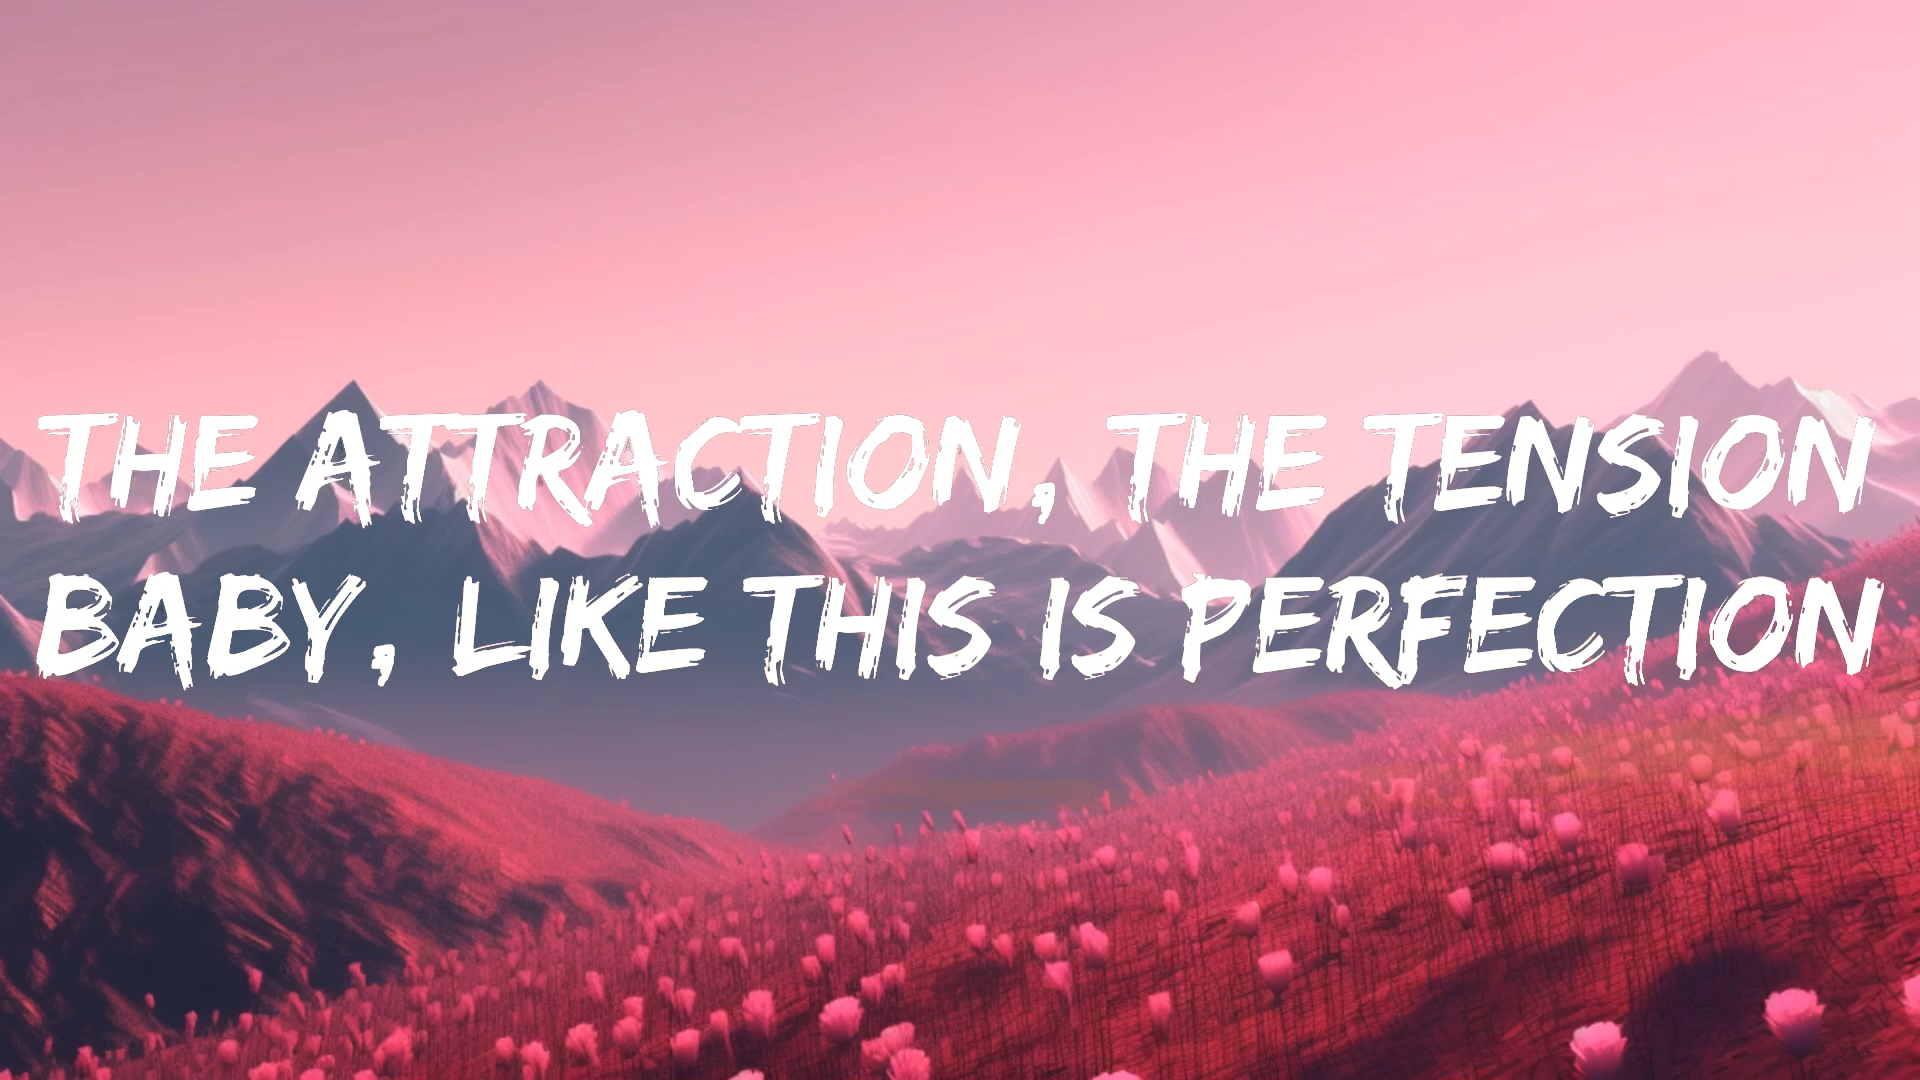 THE ATTRACTION, THE TENSION
BABY, LIKE THIS IS PERFECTION